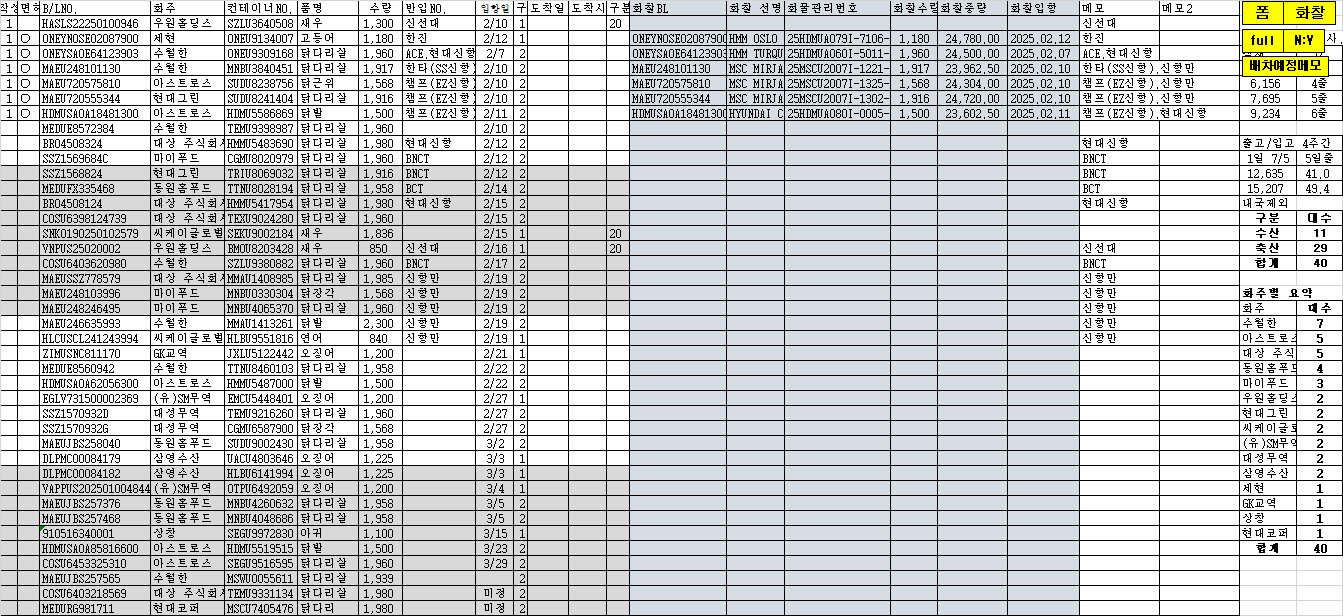 작성 면허 B/LNO. 화주 컨테이너NO. 품명 수량 반입NO. 입항일 구 도착일 도착시 구분 화찰BL 화찰 선명 화물관리번호 화찰수량 화찰중량 화찰입항 메모 메모2 폼 화찰
1 HASLS22250100946 우원홀딩스 SZLU3640508 새우 1,300 신선대 2/10 1 20 신선대
1 ○ ONEYNOSE02087900 제현 ONEU9134007 고등어 1,180 한진 2/12 1 ONEYNOSE02087900 HMM OSLO 25HDMUA079I-7106- 1,180 24,780,00 2025.02,12 한진 full N:Y 사.
1 ○ ONEYSAOE64123903 수월한 ONEU9309168 닭다리살 1,960 ACE,현대신항 2/7 2 ONEYSAOE64123903 HMM TURQU 25HDMUA060I-5011- 1,960 24,500,00 2025.02,07 ACE,현대신항
1 ○ MAEU248101130 수월한 MNBU3840451 닭다리살 1,917 한타(SS신항) 2/10 2 MAEU248101130 MSC MIRJA 25MSCU2007I-1221- 1,917 23,962,50 2025.02,10 한타(SS신항),신항만 배차예정메모
1 ○ MAEU720575810 아스트로스 SUDU8238756 닭근위 1,568 챔프(EZ신항) 2/10 2 MAEU720575810 MSC MIRJA 25MSCU2007I-1325- 1,568 24,304,00 2025.02,10 챔프(EZ신항),신항만 6,156 4줄
1 ○ MAEU720555344 현대그린 SUDU8241404 닭다리살 1,916 챔프(EZ신항) 2/10 2 MAEU720555344 MSC MIRJA 25MSCU2007I-1302- 1,916 24,720,00 2025.02,10 챔프(EZ신항),신항만 7,695 5줄
1 ○ HDMUSAOA18481300 아스트로스 HDMU5586869 닭발 1,500 챔프(EZ신항) 2/11 2 HDMUSAOA18481300 HYUNDAI C 25HDMUA080I-0005- 1,500 23,602,50 2025.02,11 챔프(EZ신항),현대신항 9,234 6줄
MEDUE8572384 수월한 TEMU9398987 닭다리살 1,960 2/10 2
BR04508324 대상 주식회사 HMMU5483690 닭다리살 1,980 현대신항 2/12 2 현대신항 출고/입고 4주간
SSZ1569684C 마이푸드 CGMU8020979 닭다리살 1,960 BNCT 2/12 2 BNCT 1일 7/5 5일줄
SSZ1568824 현대그린 TRIU8069032 닭다리살 1,916 BNCT 2/12 2 BNCT 12,635 41.0
MEDUFX335468 동원홈푸드 TTNU8028194 닭다리살 1,958 BCT 2/14 2 BCT 15,207 49.4
BR04508124 대상 주식회사 HMMU5417954 닭다리살 1,980 현대신항 2/15 2 현대신항 내국제외
COSU6398124739 대상 주식회사 TEXU9024280 닭다리살 1,960 2/15 2 구분 대수
SNKO190250102579 씨케이글로벌 SEKU9002184 새우 1,836 2/15 1 20 수산 11
VNPUS25020002 우원홀딩스 BMOU8203428 새우 850 신선대 2/16 1 20 신선대 축산 29
COSU6403620980 수월한 SZLU9380882 닭다리살 1,960 BNCT 2/17 2 BNCT 합계 40
MAEUSSZ778579 대상 주식회사 MMAU1408985 닭다리살 1,985 신항만 2/19 2 신항만
MAEU248103996 마이푸드 MNBU0330304 닭장각 1,568 신항만 2/19 2 신항만 화주별 요약
MAEU248246495 마이푸드 MNBU4065370 닭다리살 1,960 신항만 2/19 2 신항만 화주 대수
MAEU246635993 수월한 MMAU1413261 닭발 2,300 신항만 2/19 2 신항만 수월한 7
HLCUSCL241243994 씨케이글로벌 HLBU9551816 연어 840 신항만 2/19 1 신항만 아스트로스 5
ZIMUSNC811170 GK교역 JXLU5122442 오징어 1,200 2/21 1 대상 주식 5
MEDUE8560942 수월한 TTNU8460103 닭다리살 1,958 2/22 2 동원홈푸드 4
HDMUSAOA62056300 아스트로스 HMMU5487000 닭발 1,500 2/22 2 마이푸드 3
EGLV731500002369 (유)SM무역 EMCU5448401 오징어 1,200 2/27 1 우원홀딩스 2
SSZ1570932D 대성무역 TEMU9216260 닭다리살 1,960 2/27 2 현대그린 2
SSZ1570932G 대성무역 CGMU6587900 닭장각 1,568 2/27 2 씨케이글로 2
MAEUJBS258040 동원홈푸드 SUDU9002430 닭다리살 1,958 3/2 2 (유)SM무역 2
DLPMC00084179 삼영수산 UACU4803646 오징어 1,225 3/3 1 대성무역 2
DLPMC00084182 삼영수산 HLBU6141994 오징어 1,225 3/3 1 삼영수산 2
VAPPUS202501004844 (유)SM무역 OTPU6492059 오징어 1,200 3/4 1 제현 1
MAEUJBS257376 동원홈푸드 MNBU4260632 닭다리살 1,958 3/5 2 GK교역 1
MAEUJBS257468 동원홈푸드 MNBU4048686 닭다리살 1,958 3/5 2 상창 1
910516340001 상창 SEGU9972830 아귀 1,100 3/15 1 현대코퍼 1
HDMUSAOA85816600 아스트로스 HDMU5519515 닭발 1,500 3/23 2 합계 40
COSU6453325310 아스트로스 SEGU9516595 닭다리살 1,960 3/29 2
MAEUJBS257565 수월한 MSWU0055611 닭다리살 1,939 2
COSU6403218569 대상 주식회사 TEMU9331134 닭다리살 1,980 미정 2
MEDURG981711 현대코퍼 MSCU7405476 닭다리 1,980 미정 2